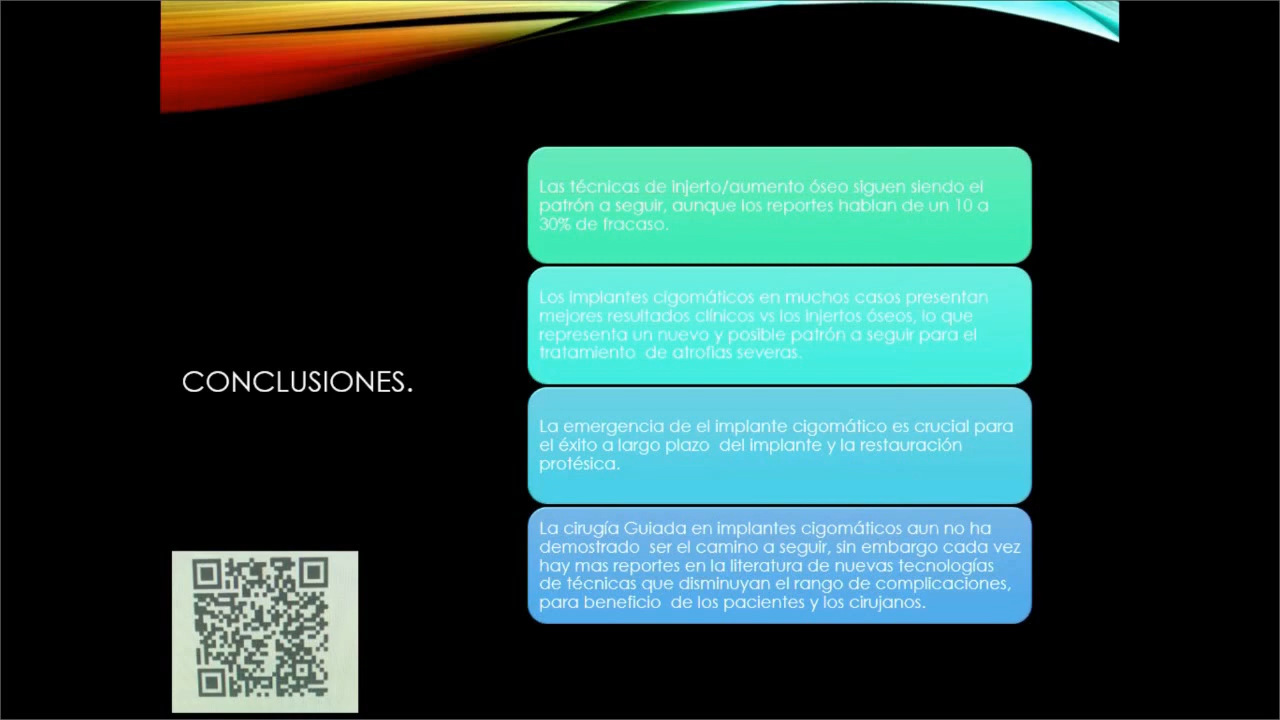 CONCLUSIONES.
Las técnicas de injerto/aumento óseo siguen siendo el
patrón a seguir, aunque los reportes hablan de un 10 a
30% de fracaso.
Los implantes cigomáticos en muchos casos presentan
mejores resultados clínicos vs los injertos óseos, lo que
representa un nuevo y posible patrón a seguir para el
tratamiento  de atrofias severas.
La emergencia de el implante cigomático es crucial para
el éxito a largo plazo  del implante y la restauración
protésica.
La cirugía Guiada en implantes cigomáticos aun no ha
demostrado  ser el camino a seguir, sin embargo cada vez
hay mas reportes en la literatura de nuevas tecnologías
de técnicas que disminuyan el rango de complicaciones,
para beneficio  de los pacientes y los cirujanos.